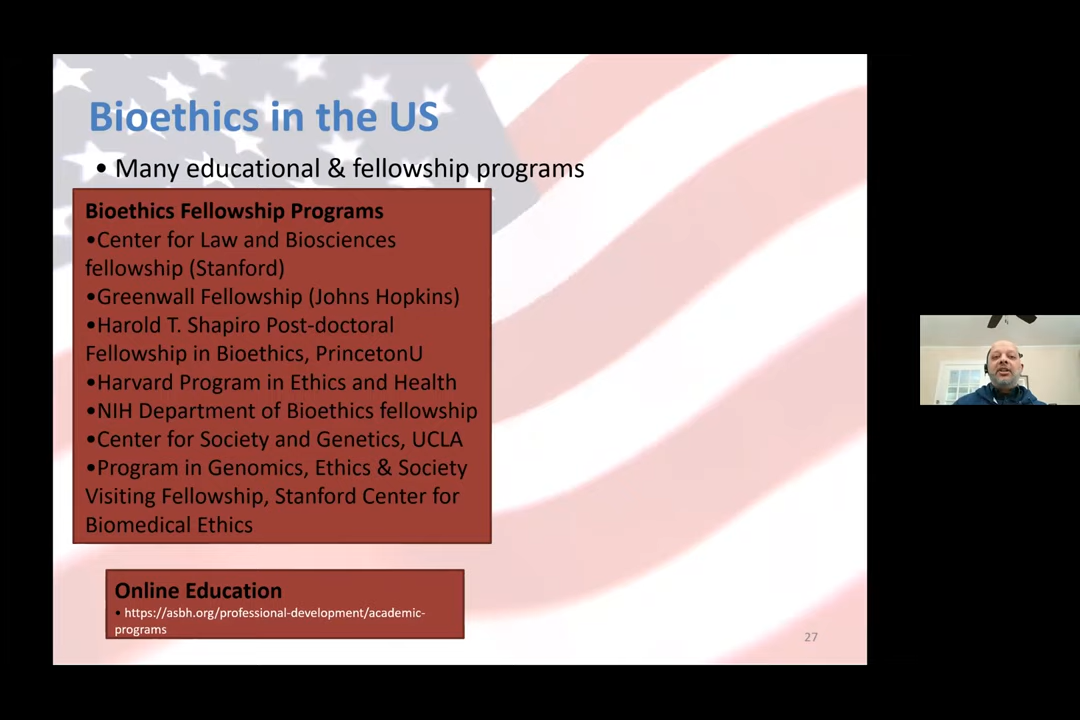 Bioethics in the US
• Many educational & fellowship programs
Bioethics Fellowship Programs
•Center for Law and Biosciences
fellowship (Stanford)
•Greenwall Fellowship (Johns Hopkins)
•Harold T. Shapiro Post-doctoral
Fellowship in Bioethics, PrincetonU
•Harvard Program in Ethics and Health
•NIH Department of Bioethics fellowship
•Center for Society and Genetics, UCLA
•Program in Genomics, Ethics & Society
Visiting Fellowship, Stanford Center for
Biomedical Ethics
Online Education
• https://asbh.org/professional-development/academic-
programs
27